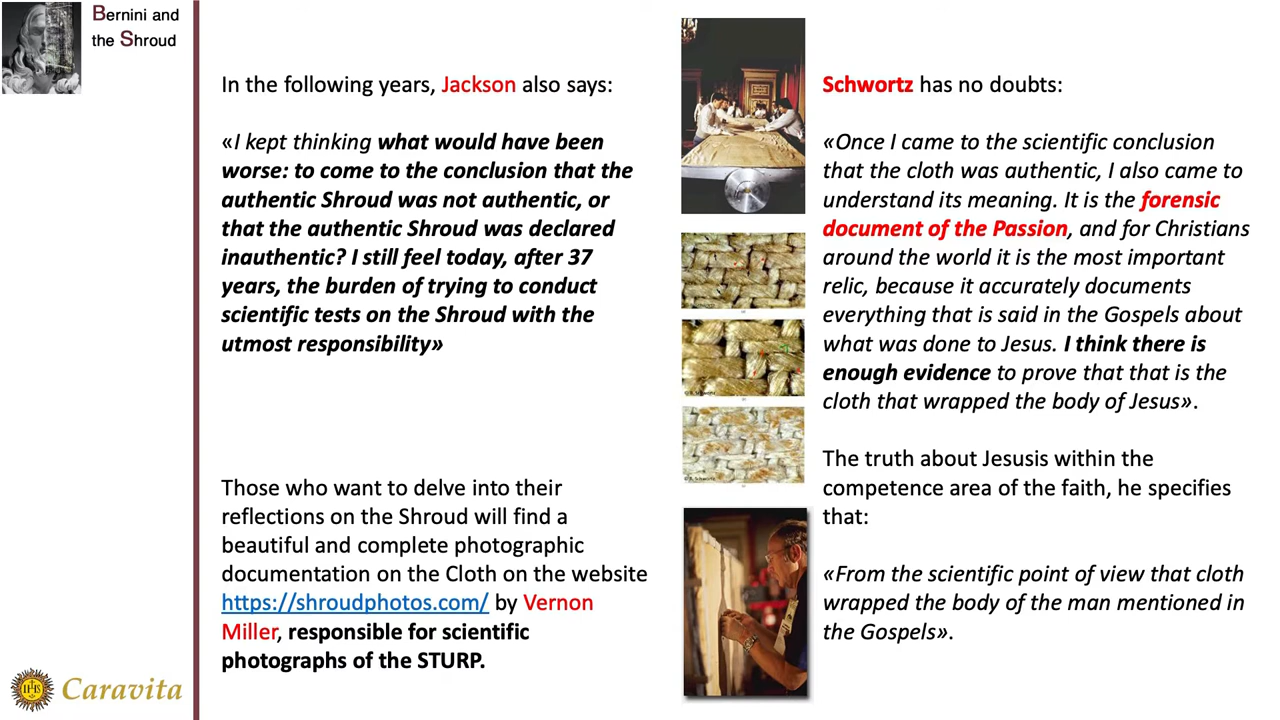 Bernini and
the Shroud
In the following years, Jackson also says:
«I kept thinking what would have been
worse: to come to the conclusion that the
authentic Shroud was not authentic, or
that the authentic Shroud was declared
inauthentic? I still feel today, after 37
years, the burden of trying to conduct
scientific tests on the Shroud with the
utmost responsibility»
Those who want to delve into their
reflections on the Shroud will find a
beautiful and complete photographic
documentation on the Cloth on the website
https://shroudphotos.com/ by Vernon
Miller, responsible for scientific
photographs of the STURP.
Schwortz has no doubts:
«Once I came to the scientific conclusion
that the cloth was authentic, I also came to
understand its meaning. It is the forensic
document of the Passion, and for Christians
around the world it is the most important
relic, because it accurately documents
everything that is said in the Gospels about
what was done to Jesus. I think there is
enough evidence to prove that that is the
cloth that wrapped the body of Jesus».
The truth about Jesusis within the
competence area of the faith, he specifies
that:
«From the scientific point of view that cloth
wrapped the body of the man mentioned in
the Gospels».
IHS
Caravita